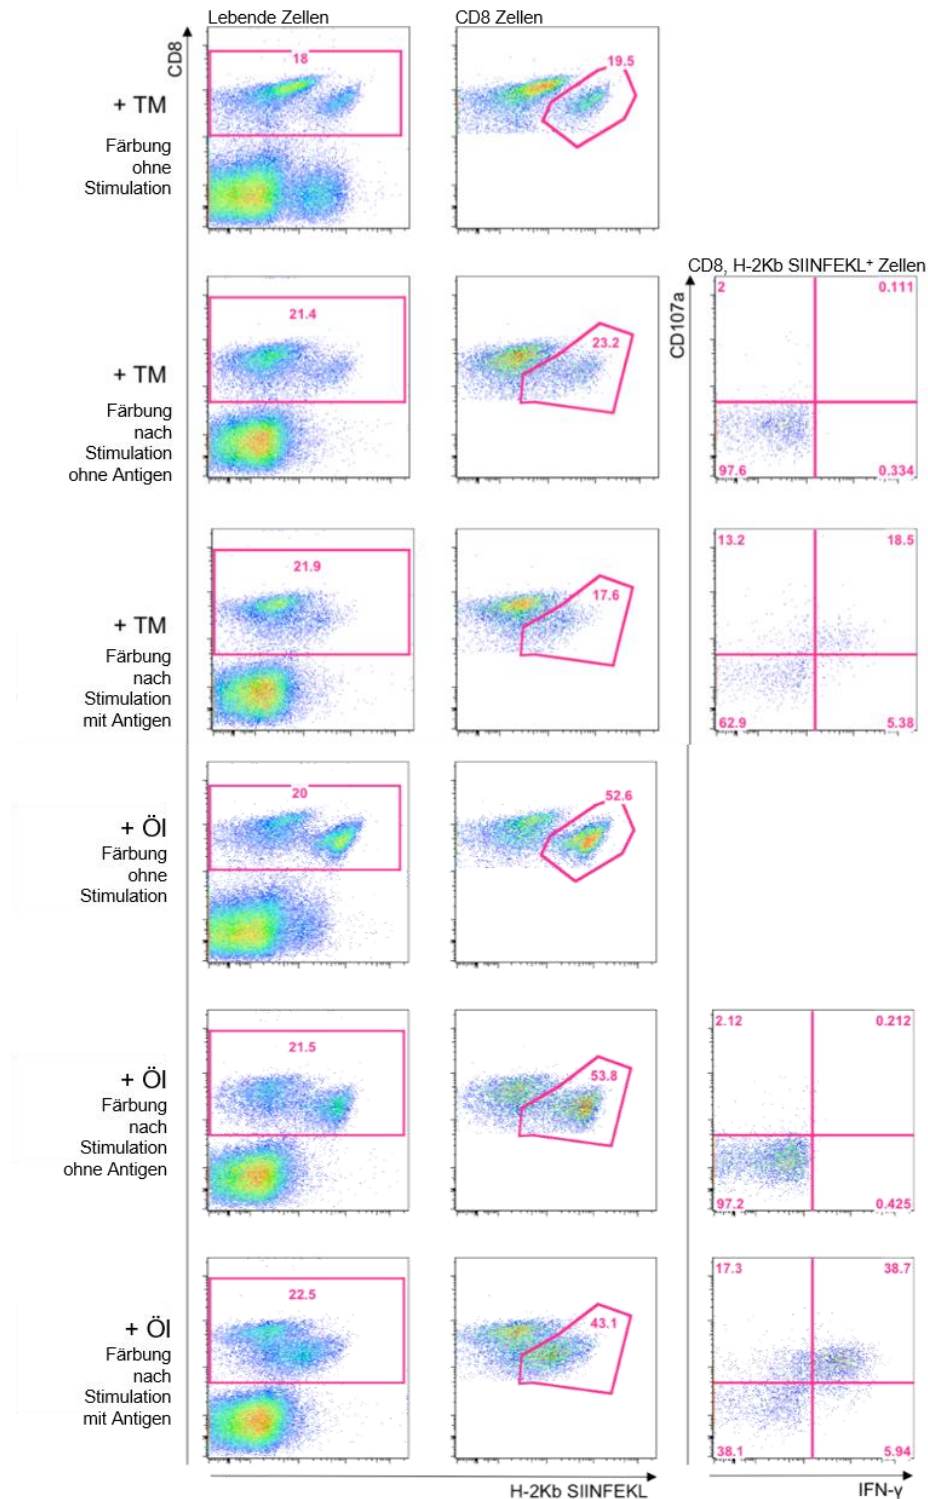 Lebende Zellen
CD8 Zellen
CD8
18
19.5
+ TM
Färbung
ohne
Stimulation
CD8, H-2Kb SIINFEKL⁺ Zellen
CD107a
21.4
23.2
2
0.111
97.6
0.334
+ TM
Färbung
nach
Stimulation
ohne Antigen
21.9
17.6
13.2
18.5
62.9
5.38
+ TM
Färbung
nach
Stimulation
mit Antigen
20
52.6
+ Öl
Färbung
ohne
Stimulation
21.5
53.8
2.12
0.212
97.2
0.425
+ Öl
Färbung
nach
Stimulation
ohne Antigen
22.5
43.1
17.3
38.7
38.1
5.94
+ Öl
Färbung
nach
Stimulation
mit Antigen
H-2Kb SIINFEKL
IFN-γ